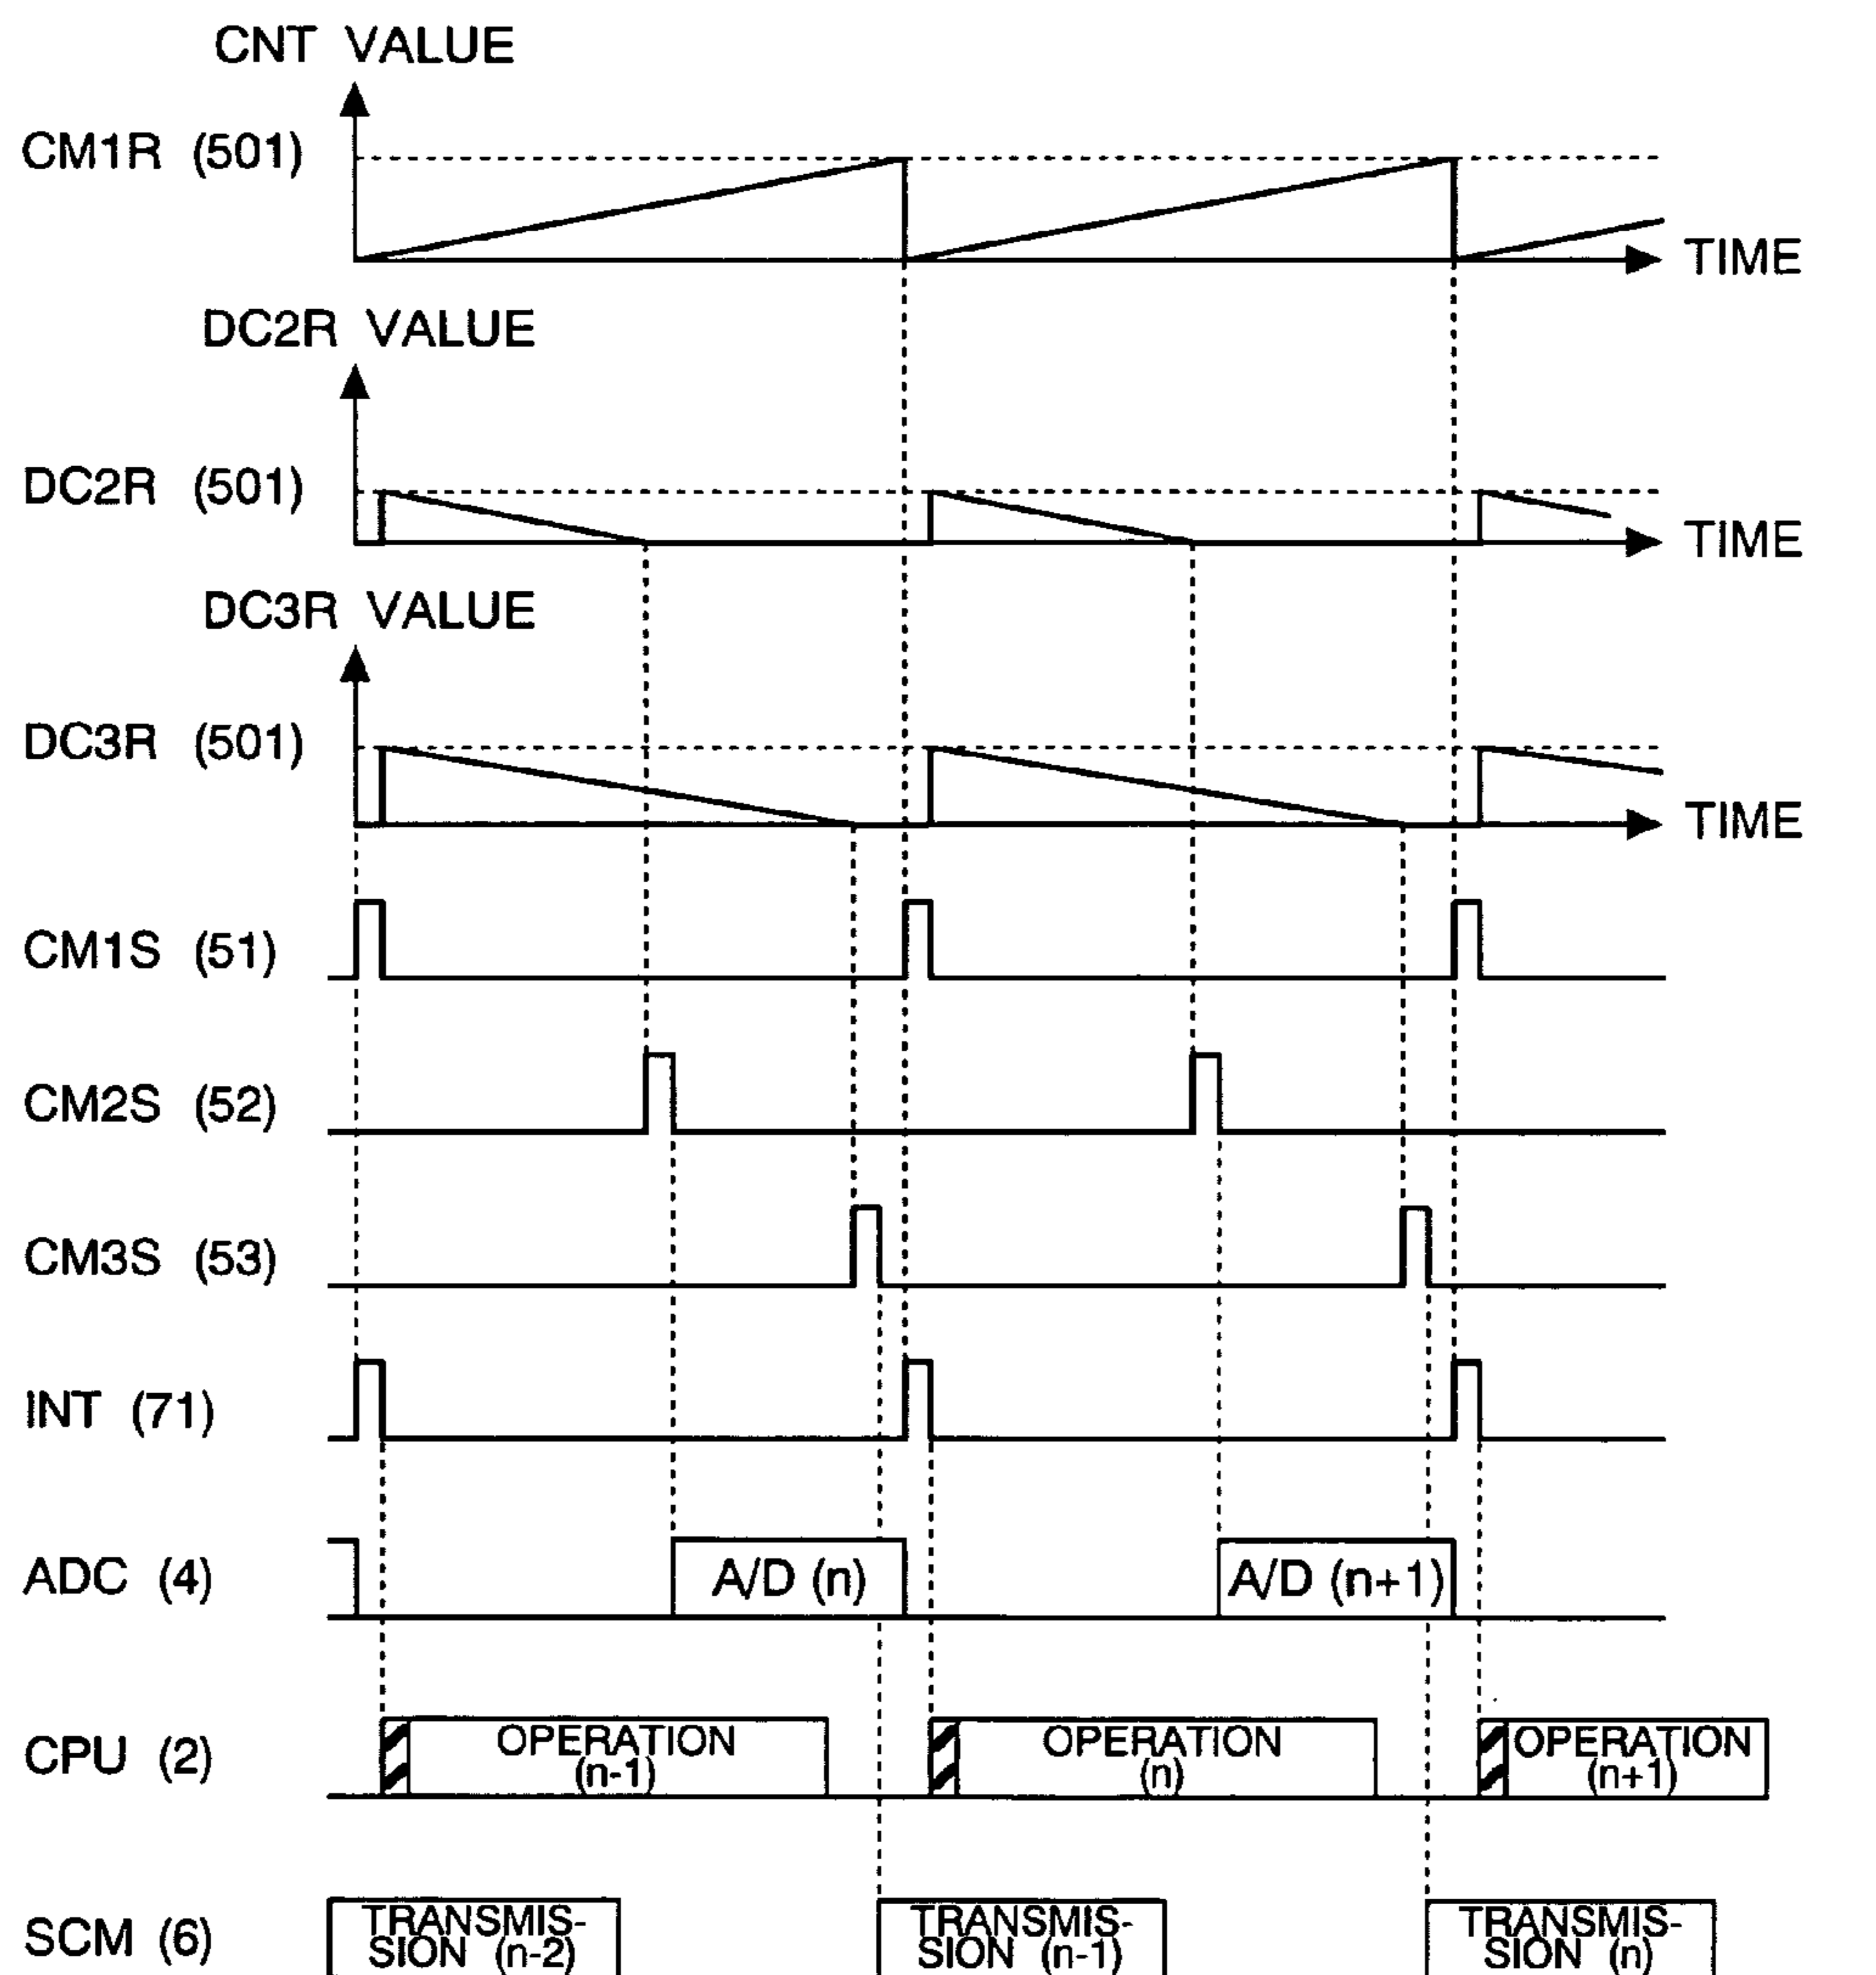 CNT VALUE
CM1R (501)
TIME
DC2R VALUE
DC2R (501)
TIME
DC3R VALUE
DC3R (501)
TIME
CM1S (51)
CM2S (52)
CM3S (53)
INT (71)
ADC (4)
A/D (n)
A/D (n+1)
CPU (2)
OPERATION
(n-1)
OPERATION
(n)
OPERATION
(n+1)
SCM (6)
TRANSMIS-
SION (n-2)
TRANSMIS-
SION (n-1)
TRANSMIS-
SION (n)